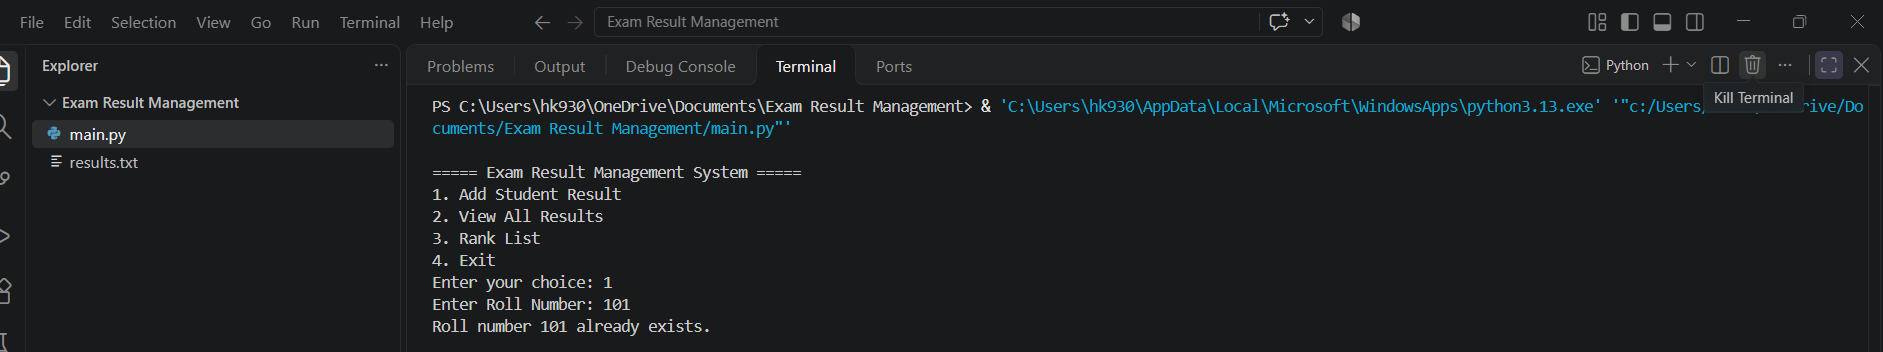 File Edit Selection View Go Run Terminal Help
Exam Result Management
Explorer
Exam Result Management
main.py
results.txt
Problems Output Debug Console Terminal Ports
Python
Kill Terminal
PS C:\Users\hk930\OneDrive\Documents\Exam Result Management> & 'C:\Users\hk930\AppData\Local\Microsoft\WindowsApps\python3.13.exe' '"c:/Users/ rive/Do
cuments/Exam Result Management/main.py"'
===== Exam Result Management System =====
1. Add Student Result
2. View All Results
3. Rank List
4. Exit
Enter your choice: 1
Enter Roll Number: 101
Roll number 101 already exists.